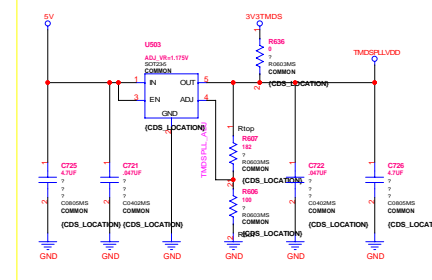 5V
3V3TMDS
TMDSPLLVDD
R636
0
?
R0603MS
COMMON
{CDS_LOCATION}
U503
ADJ_VR=1.175V
SOT23-5
COMMON
1
IN
OUT
5
3
EN
ADJ
4
GND
2
{CDS_LOCATION}
TMDSPLL_ADJ
Rtop
R607
182
?
R0603MS
COMMON
{CDS_LOCATION}
R606
100
?
R0603MS
COMMON
{CDS_LOCATION}
C725
4.7UF
?
?
?
C0805MS
COMMON
{CDS_LOCATION}
C721
.047UF
?
?
?
C0402MS
COMMON
{CDS_LOCATION}
C722
.047UF
?
?
?
C0402MS
COMMON
{CDS_LOCATION}
C726
4.7UF
?
?
?
C0805MS
COMMON
{CDS_LOCAT
GND
GND
GND
GND
GND
GND